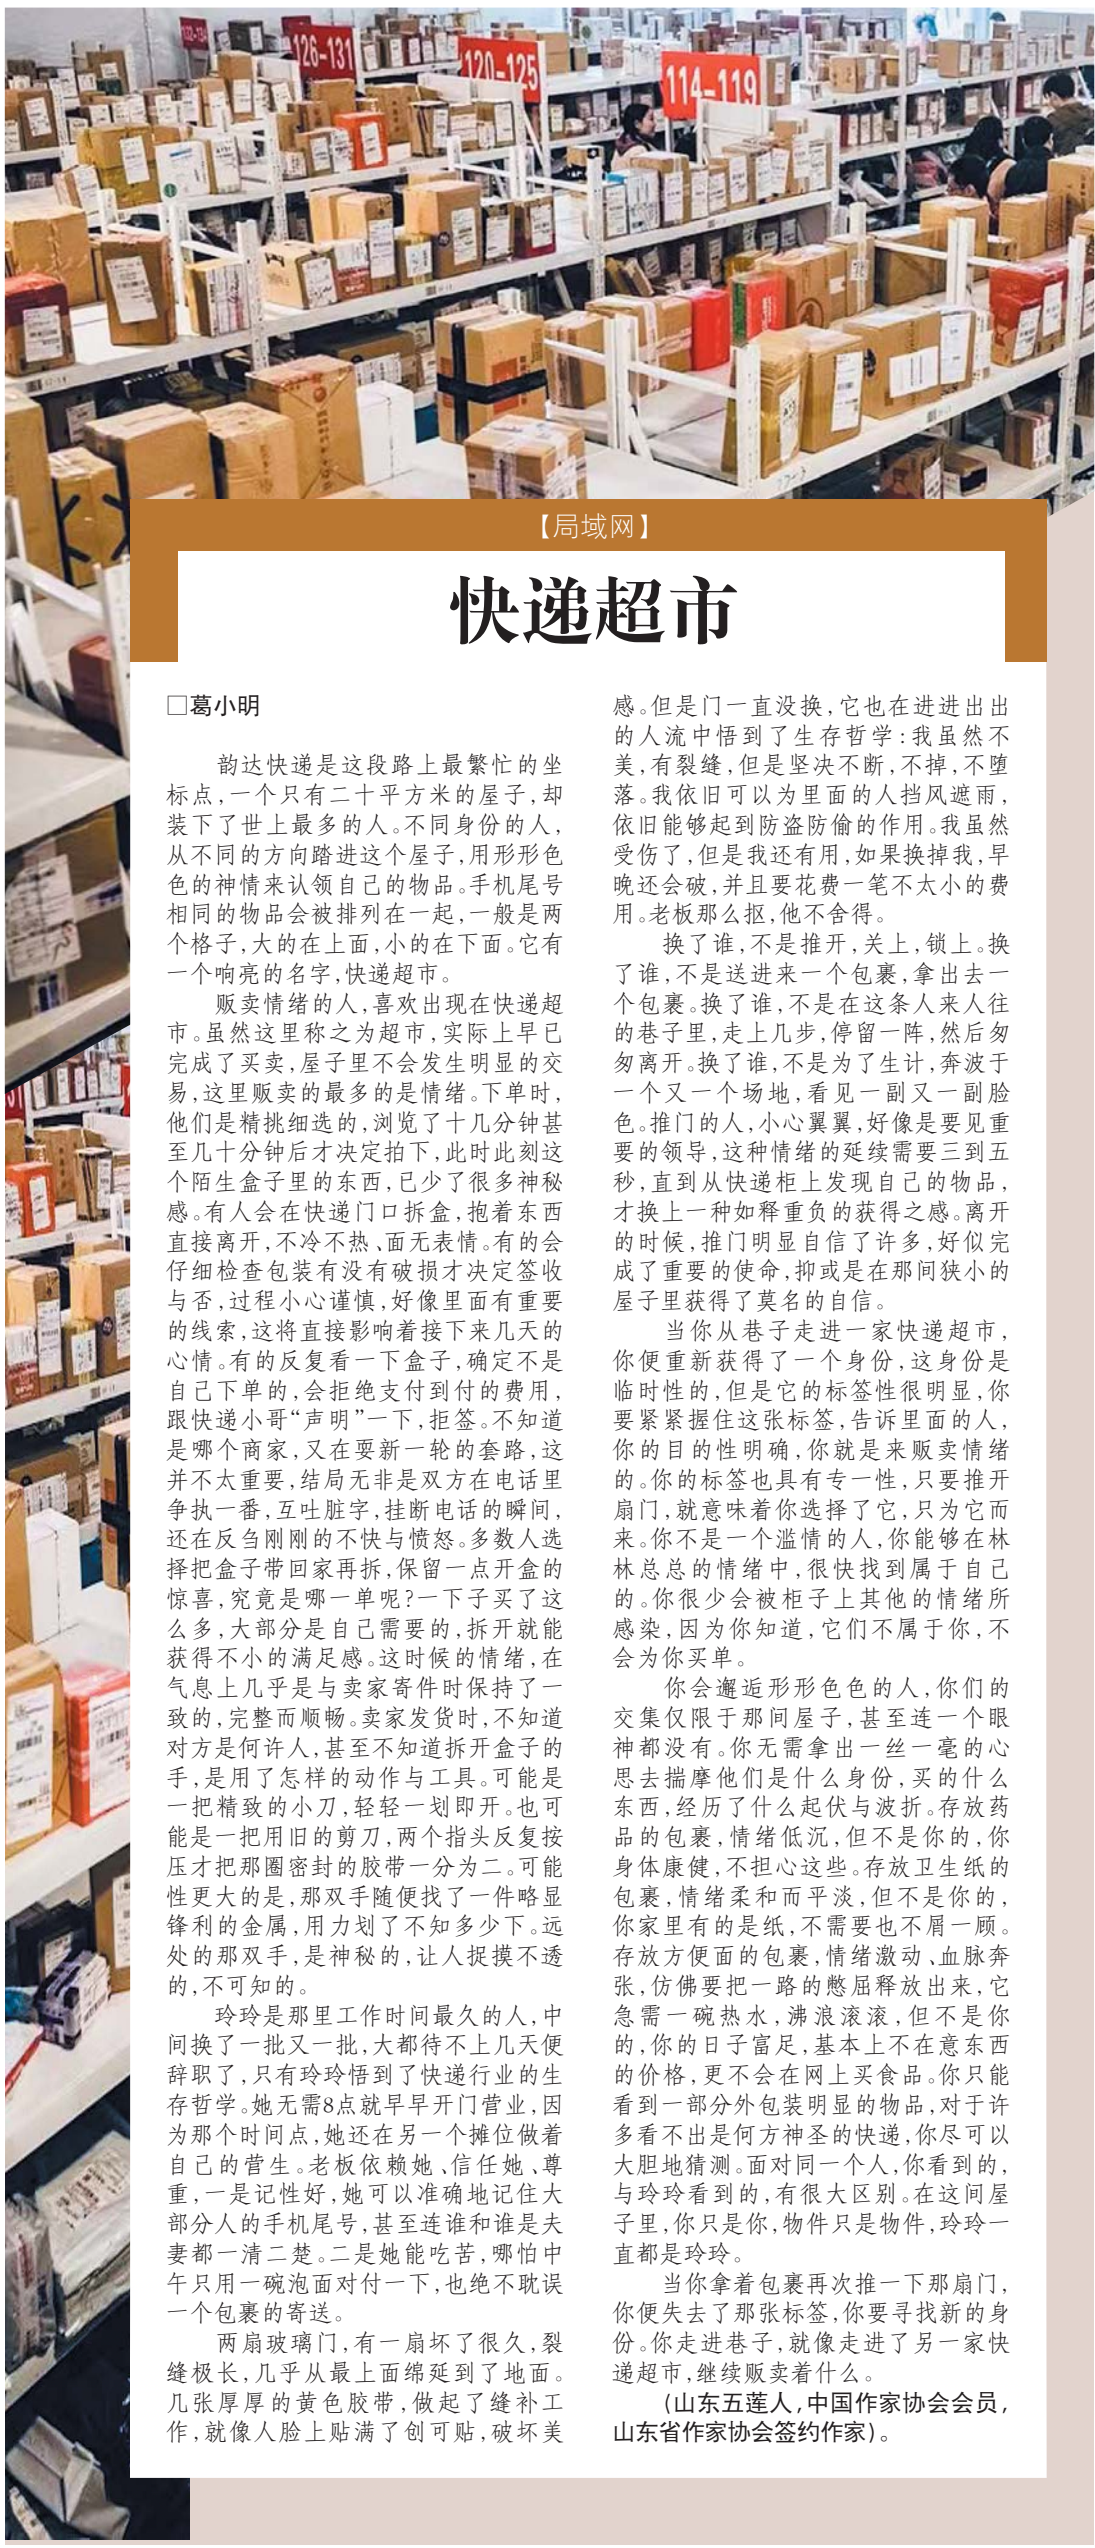 126-131
120-125
114-119
【局域网】
快递超市
□葛小明
韵达快递是这段路上最繁忙的坐
标点,一个只有二十平方米的屋子,却
装下了世上最多的人。不同身份的人,
从不同的方向踏进这个屋子,用形形色
色的神情来认领自己的物品。手机尾号
相同的物品会被排列在一起,一般是两
个格子,大的在上面,小的在下面。它有
一个响亮的名字,快递超市。
贩卖情绪的人,喜欢出现在快递超
市。虽然这里称之为超市,实际上早已
完成了买卖,屋子里不会发生明显的交
易,这里贩卖的最多的是情绪。下单时,
他们是精挑细选的,浏览了十几分钟甚
至几十分钟后才决定拍下,此时此刻这
个陌生盒子里的东西,已少了很多神秘
感。有人会在快递门口拆盒,抱着东西
直接离开,不冷不热、面无表情。有的会
仔细检查包装有没有破损才决定签收
与否,过程小心谨慎,好像里面有重要
的线索,这将直接影响着接下来几天的
心情。有的反复看一下盒子,确定不是
自己下单的,会拒绝支付到付的费用,
跟快递小哥“声明”一下,拒签。不知道
是哪个商家,又在耍新一轮的套路,这
并不太重要,结局无非是双方在电话里
争执一番,互吐脏字,挂断电话的瞬间,
还在反刍刚刚的不快与愤怒。多数人选
择把盒子带回家再拆,保留一点开盒的
惊喜,究竟是哪一单呢?一下子买了这
么多,大部分是自己需要的,拆开就能
获得不小的满足感。这时候的情绪,在
气息上几乎是与卖家寄件时保持了一
致的,完整而顺畅。卖家发货时,不知道
对方是何许人,甚至不知道拆开盒子的
手,是用了怎样的动作与工具。可能是
一把精致的小刀,轻轻一划即开。也可
能是一把用旧的剪刀,两个指头反复按
压才把那圈密封的胶带一分为二。可能
性更大的是,那双手随便找了一件略显
锋利的金属,用力划了不知多少下。远
处的那双手,是神秘的,让人捉摸不透
的,不可知的。
玲玲是那里工作时间最久的人,中
间换了一批又一批,大都待不上几天便
辞职了,只有玲玲悟到了快递行业的生
存哲学。她无需8点就早早开门营业,因
为那个时间点,她还在另一个摊位做着
自己的营生。老板依赖她、信任她、尊
重,一是记性好,她可以准确地记住大
部分人的手机尾号,甚至连谁和谁是夫
妻都一清二楚。二是她能吃苦,哪怕中
午只用一碗泡面对付一下,也绝不耽误
一个包裹的寄送。
两扇玻璃门,有一扇坏了很久,裂
缝极长,几乎从最上面绵延到了地面。
几张厚厚的黄色胶带,做起了缝补工
作,就像人脸上贴满了创可贴,破坏美
感。但是门一直没换,它也在进进出出
的人流中悟到了生存哲学:我虽然不
美,有裂缝,但是坚决不断,不掉,不堕
落。我依旧可以为里面的人挡风遮雨,
依旧能够起到防盗防偷的作用。我虽然
受伤了,但是我还有用,如果换掉我,早
晚还会破,并且要花费一笔不太小的费
用。老板那么抠,他不舍得。
换了谁,不是推开,关上,锁上。换
了谁,不是送进来一个包裹,拿出去一
个包裹。换了谁,不是在这条人来人往
的巷子里,走上几步,停留一阵,然后匆
匆离开。换了谁,不是为了生计,奔波于
一个又一个场地,看见一副又一副脸
色。推门的人,小心翼翼,好像是要见重
要的领导,这种情绪的延续需要三到五
秒,直到从快递柜上发现自己的物品,
才换上一种如释重负的获得之感。离开
的时候,推门明显自信了许多,好似完
成了重要的使命,抑或是在那间狭小的
屋子里获得了莫名的自信。
当你从巷子走进一家快递超市,
你便重新获得了一个身份,这身份是
临时性的,但是它的标签性很明显,你
要紧紧握住这张标签,告诉里面的人,
你的目的性明确,你就是来贩卖情绪
的。你的标签也具有专一性,只要推开
扇门,就意味着你选择了它,只为它而
来。你不是一个滥情的人,你能够在林
林总总的情绪中,很快找到属于自己
的。你很少会被柜子上其他的情绪所
感染,因为你知道,它们不属于你,不
会为你买单。
你会邂逅形形色色的人,你们的
交集仅限于那间屋子,甚至连一个眼
神都没有。你无需拿出一丝一毫的心
思去揣摩他们是什么身份,买的什么
东西,经历了什么起伏与波折。存放药
品的包裹,情绪低沉,但不是你的,你
身体康健,不担心这些。存放卫生纸的
包裹,情绪柔和而平淡,但不是你的,
你家里有的是纸,不需要也不屑一顾。
存放方便面的包裹,情绪激动、血脉奔
张,仿佛要把一路的憋屈释放出来,它
急需一碗热水,沸浪滚滚,但不是你
的,你的日子富足,基本上不在意东西
的价格,更不会在网上买食品。你只能
看到一部分外包装明显的物品,对于许
多看不出是何方神圣的快递,你尽可以
大胆地猜测。面对同一个人,你看到的,
与玲玲看到的,有很大区别。在这间屋
子里,你只是你,物件只是物件,玲玲一
直都是玲玲。
当你拿着包裹再次推一下那扇门,
你便失去了那张标签,你要寻找新的身
份。你走进巷子,就像走进了另一家快
递超市,继续贩卖着什么。
(山东五莲人,中国作家协会会员,
山东省作家协会签约作家)。